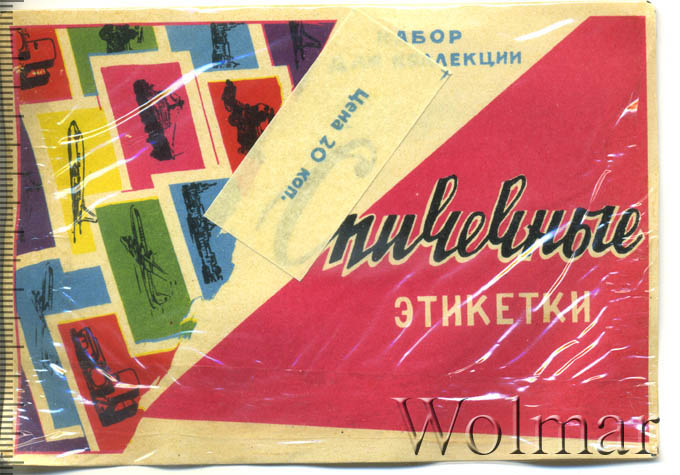 НАБОР
ДЛЯ КОЛЛЕКЦИИ
Цена 20 коп.
Спичечные
ЭТИКЕТКИ
Wolmar